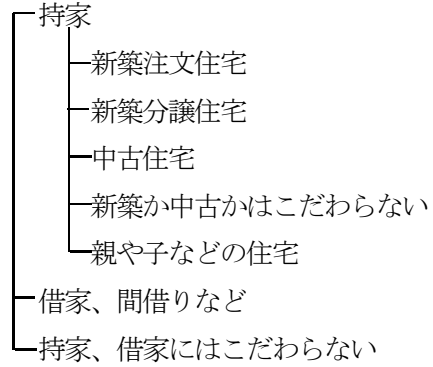 持家
新築注文住宅
新築分譲住宅
中古住宅
新築か中古かはこだわらない
親や子などの住宅
借家、間借りなど
持家、借家にはこだわらない